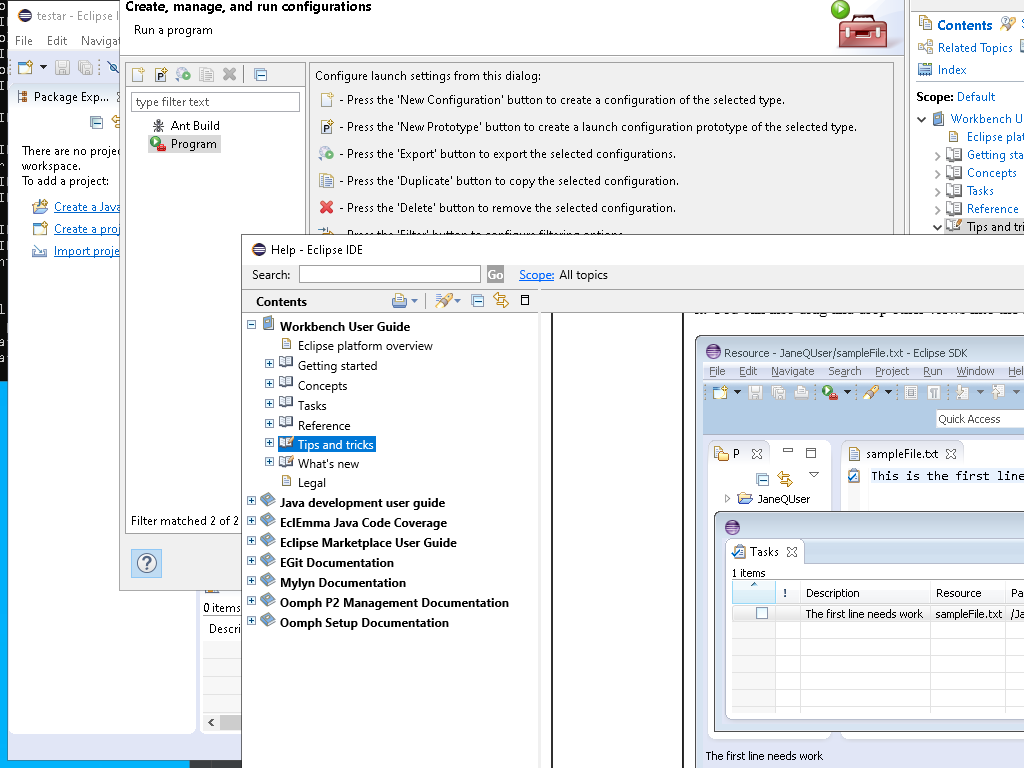 testar - Eclipse I
File Edit Navigat
Package Exp...
There are no projec
workspace.
To add a project:
Create a Java
Create a proj
Import proje
0 items
Descri
Create, manage, and run configurations
Run a program
type filter text
Ant Build
Program
Filter matched 2 of 2
Configure launch settings from this dialog:
- Press the 'New Configuration' button to create a configuration of the selected type.
- Press the 'New Prototype' button to create a launch configuration prototype of the selected type.
- Press the 'Export' button to export the selected configurations.
- Press the 'Duplicate' button to copy the selected configuration.
- Press the 'Delete' button to remove the selected configuration.
- Press the 'Filter' button to configure filtering options.
Contents
Related Topics
Index
Scope: Default
Workbench U
Eclipse plat
Getting sta
Concepts
Tasks
Reference
Tips and tri
Help - Eclipse IDE
Search: Go Scope: All topics
Contents
Workbench User Guide
Eclipse platform overview
Getting started
Concepts
Tasks
Reference
Tips and tricks
What's new
Legal
Java development user guide
EclEmma Java Code Coverage
Eclipse Marketplace User Guide
EGit Documentation
Mylyn Documentation
Oomph P2 Management Documentation
Oomph Setup Documentation
Resource - JaneQUser/sampleFile.txt - Eclipse SDK
File Edit Navigate Search Project Run Window Hel
Quick Access
P
sampleFile.txt
This is the first line
JaneQUser
Tasks
1 items
! Description Resource Pa
The first line needs work sampleFile.txt /Ja
The first line needs work